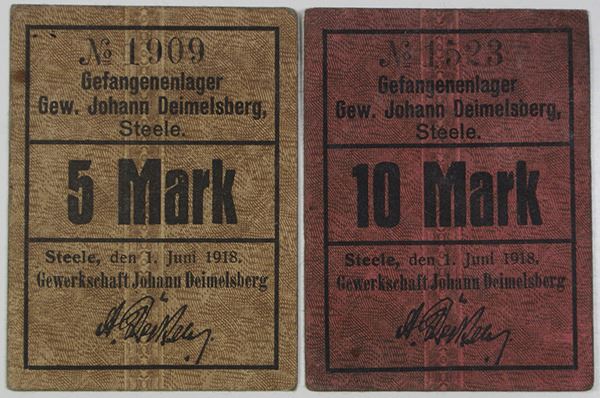 № 1909
Gefangenenlager
Gew. Johann Deimelsberg,
Steele.
5 Mark
Steele, den 1. Juni 1918.
Gewerkschaft Johann Deimelsberg
№ 1523
Gefangenenlager
Gew. Johann Deimelsberg,
Steele.
10 Mark
Steele, den 1. Juni 1918.
Gewerkschaft Johann Deimelsberg